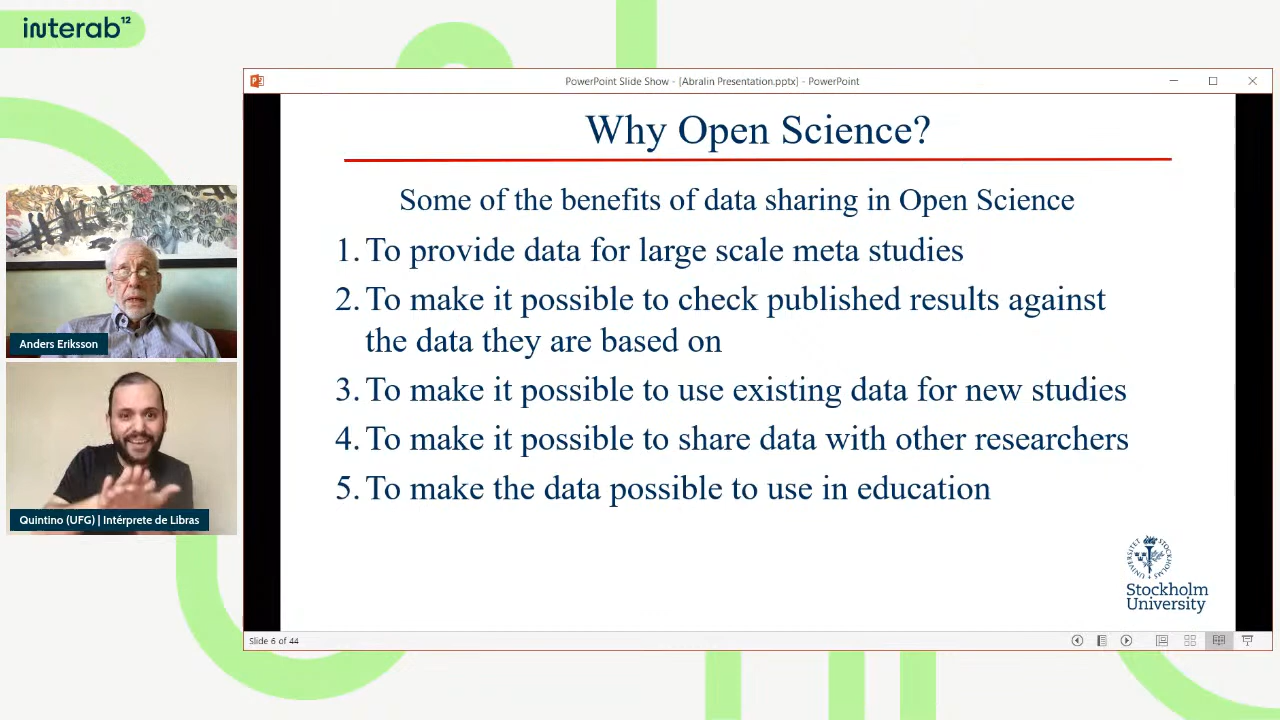 interab¹²
PowerPoint Slide Show - [Abralin Presentation.pptx] - PowerPoint
Why Open Science?
Some of the benefits of data sharing in Open Science
1. To provide data for large scale meta studies
2. To make it possible to check published results against
the data they are based on
3. To make it possible to use existing data for new studies
4. To make it possible to share data with other researchers
5. To make the data possible to use in education
Anders Eriksson
Quintino (UFG) | Intérprete de Libras
STOCKHOLMS UNIVERSITET
Stockholm
University
Slide 6 of 44